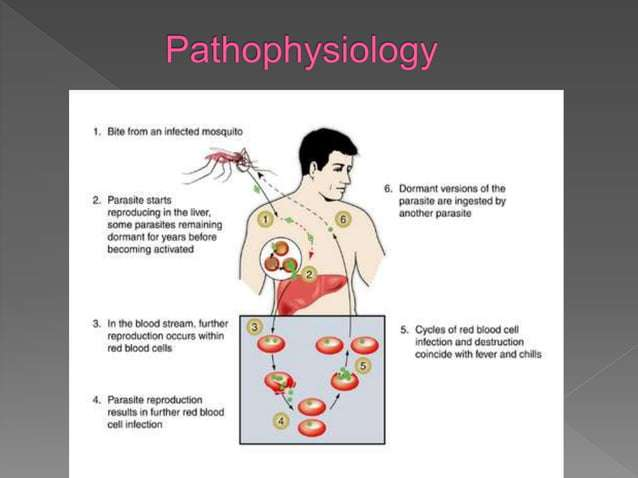 Pathophysiology
1. Bite from an infected mosquito
2. Parasite starts
reproducing in the liver,
some parasites remaining
dormant for years before
becoming activated
3. In the blood stream, further
reproduction occurs within
red blood cells
4. Parasite reproduction
results in further red blood
cell infection
5. Cycles of red blood cell
infection and destruction
coincide with fever and chills
6. Dormant versions of the
parasite are ingested by
another parasite
1
6
2
3
5
4